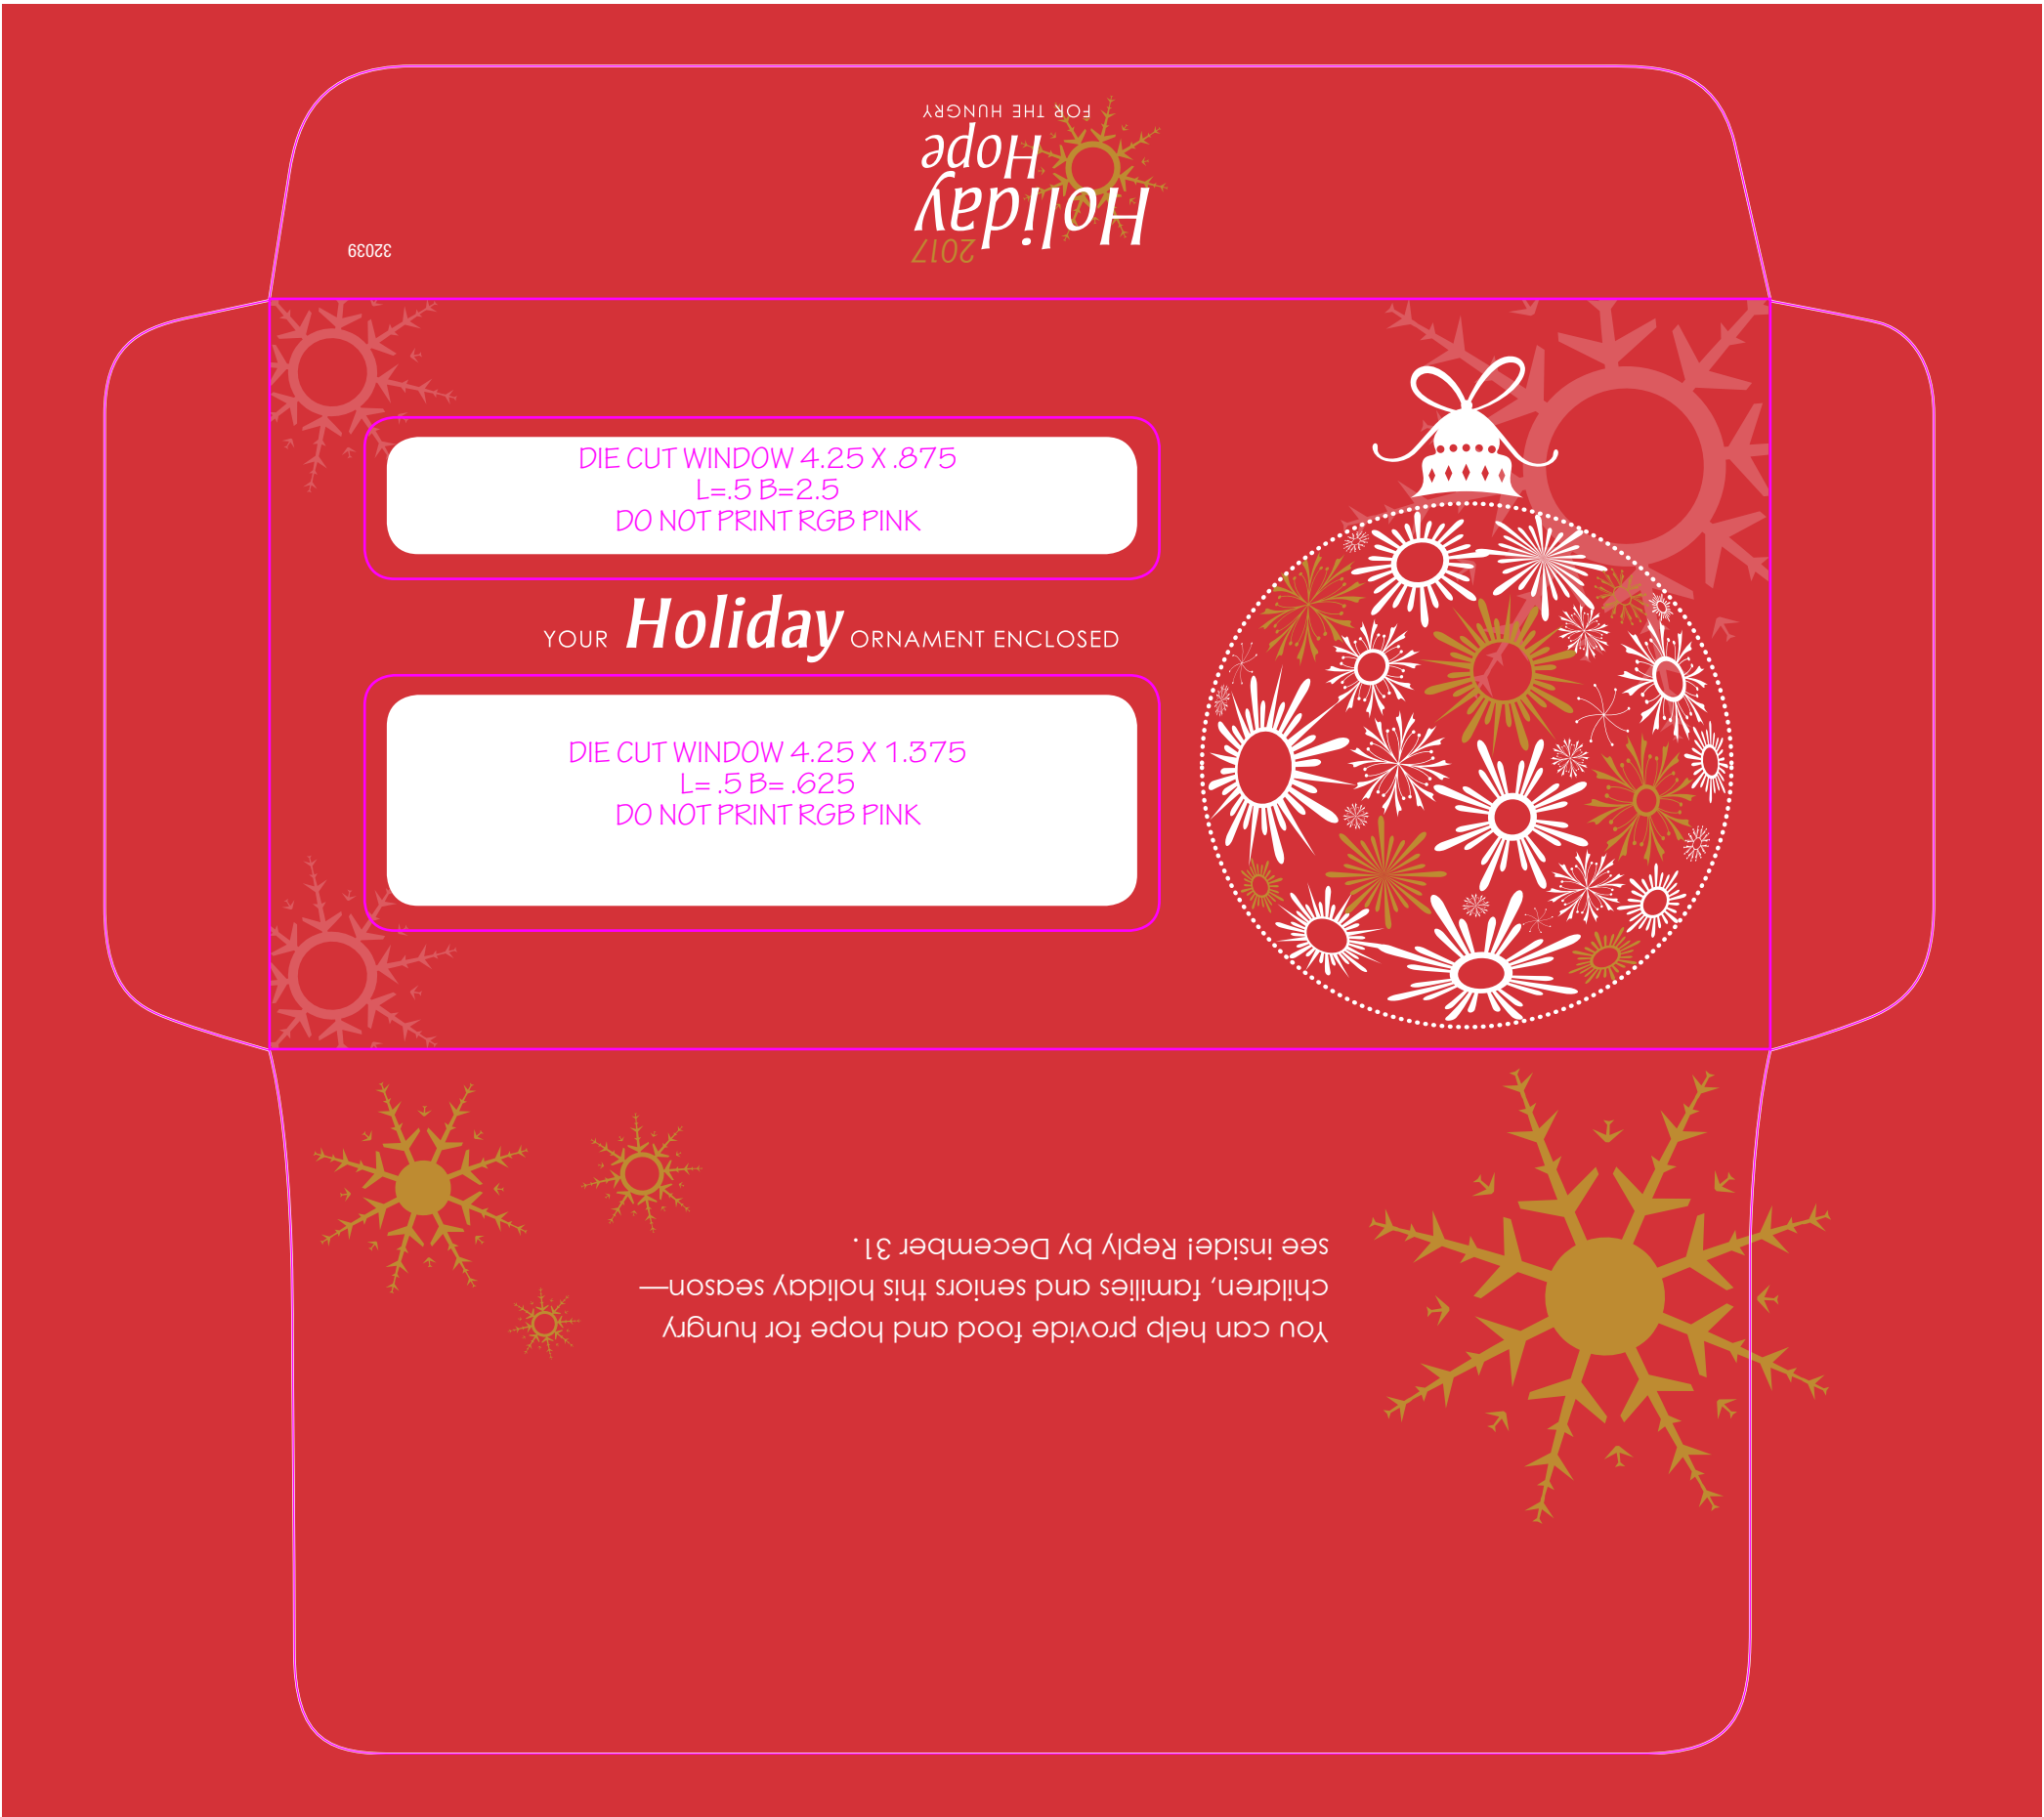 2017
Holiday
Hope
FOR THE HUNGRY
32039
DIE CUT WINDOW 4.25 X .875
L=.5 B=2.5
DO NOT PRINT RGB PINK
YOUR Holiday ORNAMENT ENCLOSED
DIE CUT WINDOW 4.25 X 1.375
L= .5 B= .625
DO NOT PRINT RGB PINK
You can help provide food and hope for hungry
children, families and seniors this holiday season—
see inside! Reply by December 31.